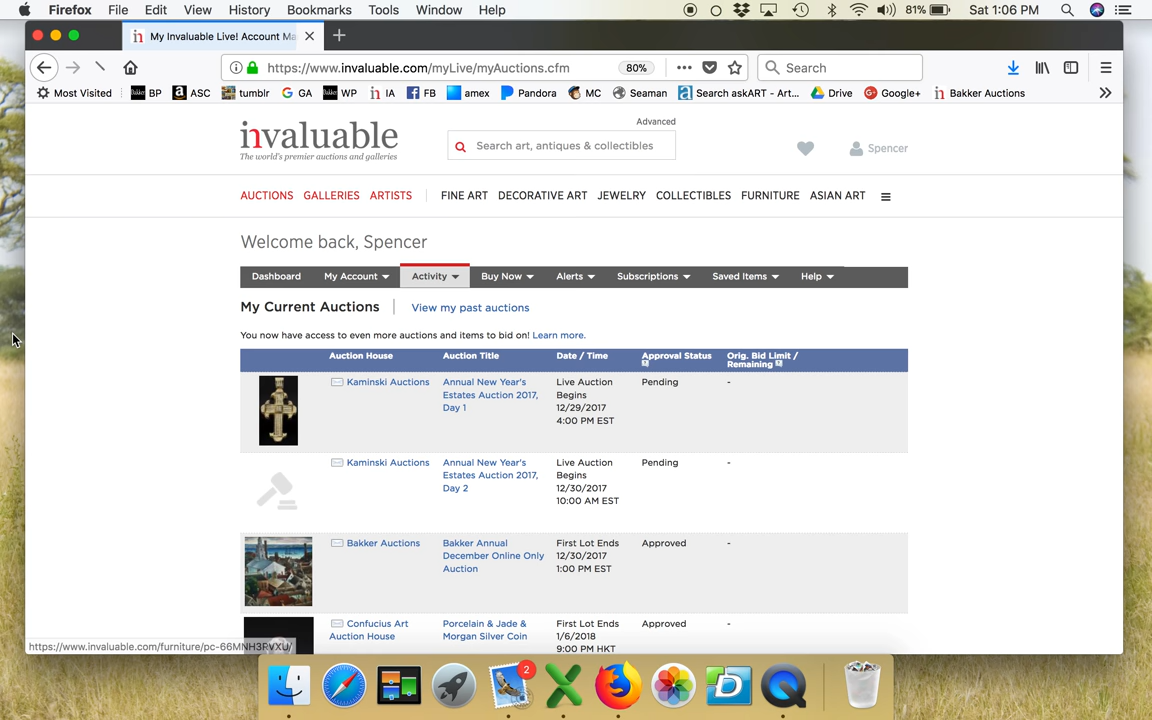 Firefox File Edit View History Bookmarks Tools Window Help 81% Sat 1:06 PM
My Invaluable Live! Account Ma
https://www.invaluable.com/myLive/myAuctions.cfm 80% Search
Most Visited BP ASC tumblr GA WP IA FB amex Pandora MC Seaman Search askART - Art... Drive Google+ Bakker Auctions
Advanced
invaluable
The world's premier auctions and galleries
Search art, antiques & collectibles
Spencer
AUCTIONS GALLERIES ARTISTS FINE ART DECORATIVE ART JEWELRY COLLECTIBLES FURNITURE ASIAN ART
Welcome back, Spencer
Dashboard My Account Activity Buy Now Alerts Subscriptions Saved Items Help
My Current Auctions View my past auctions
You now have access to even more auctions and items to bid on! Learn more.
Auction House Auction Title Date / Time Approval Status Orig. Bid Limit /
Remaining
Kaminski Auctions Annual New Year's Live Auction Pending -
Estates Auction 2017, Begins
Day 1 12/29/2017
4:00 PM EST
Kaminski Auctions Annual New Year's Live Auction Pending -
Estates Auction 2017, Begins
Day 2 12/30/2017
10:00 AM EST
Bakker Auctions Bakker Annual First Lot Ends Approved -
December Online Only 12/30/2017
Auction 1:00 PM EST
Confucius Art Porcelain & Jade & First Lot Ends Approved -
Auction House Morgan Silver Coin 1/6/2018
9:00 PM HKT
https://www.invaluable.com/furniture/pc-66MNH3RVXU/
2